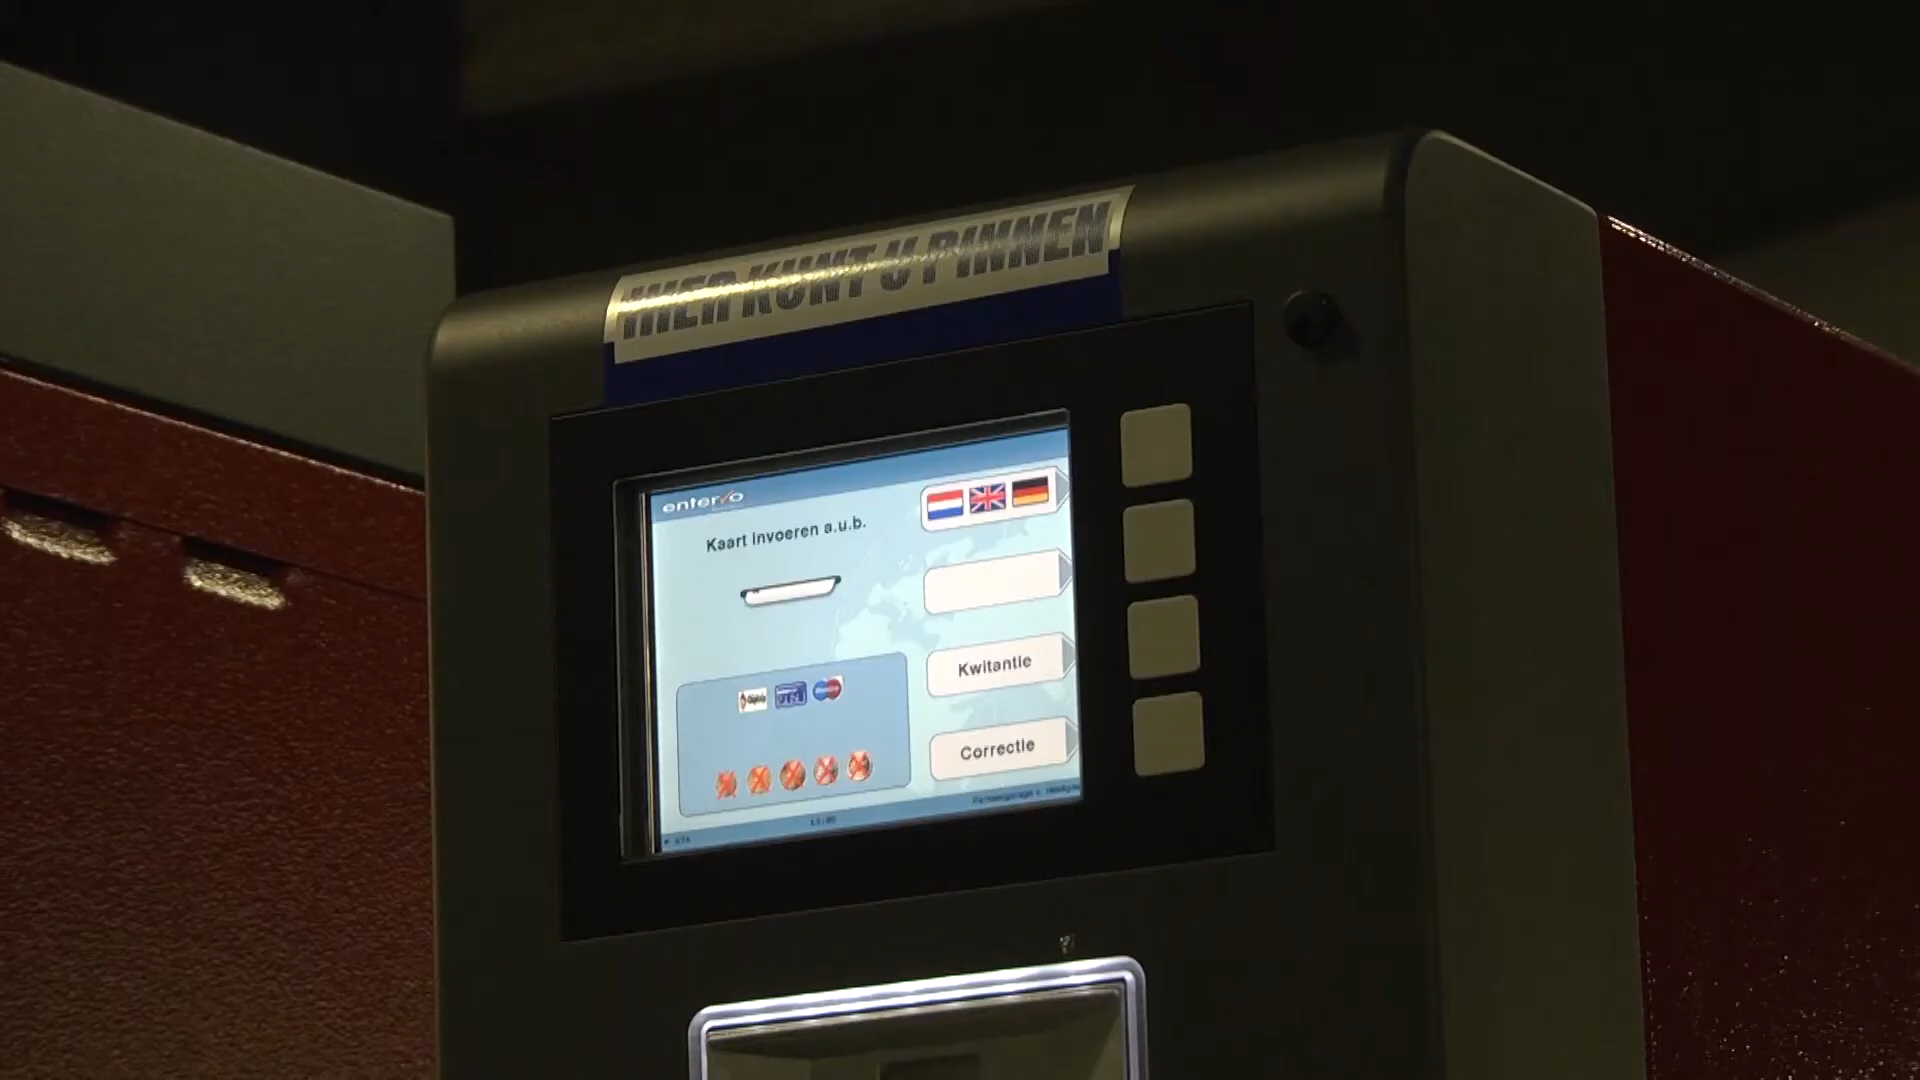 HIER KUNT U PINNEN
entervo
Kaart invoeren a.u.b.
Kwitantie
Correctie
?